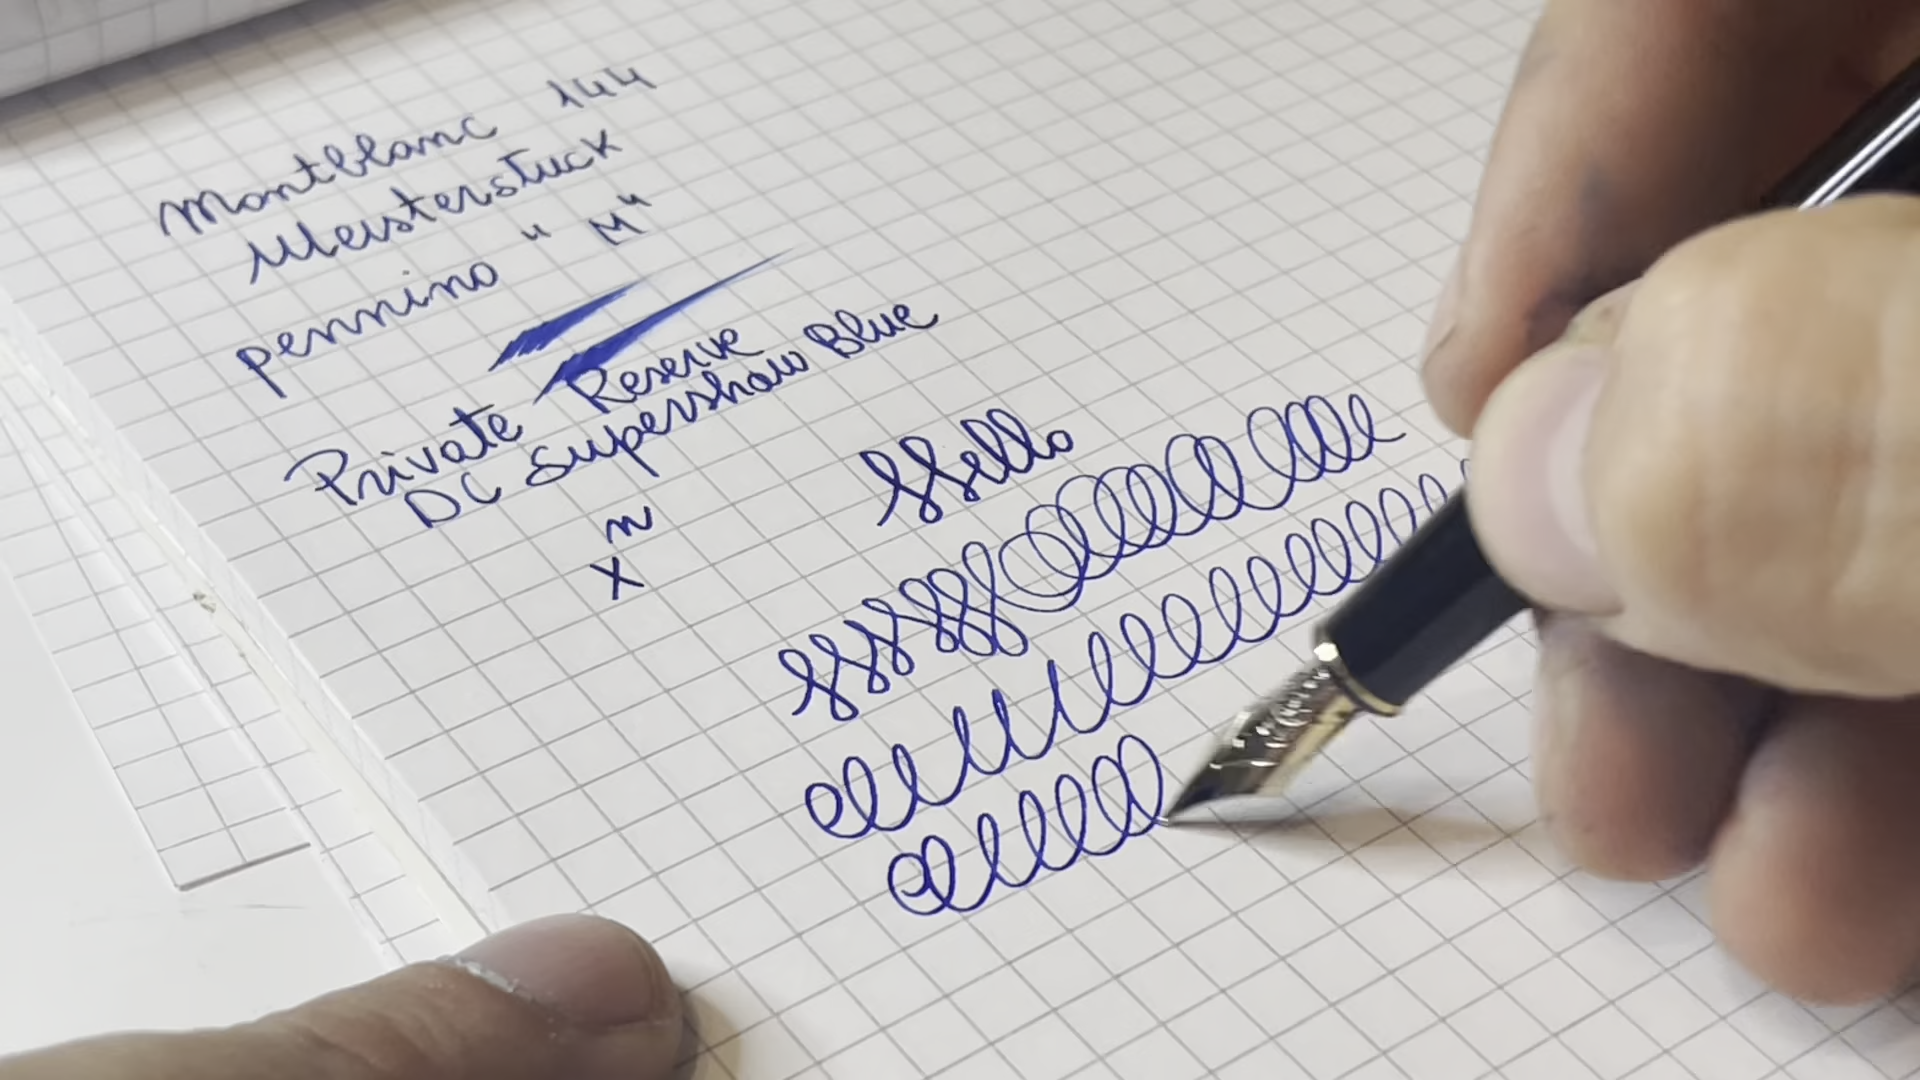 Montblanc 144
Meisterstuck
pennino "M"
Private Reserve
DC Supershow Blue
m
x
Hello